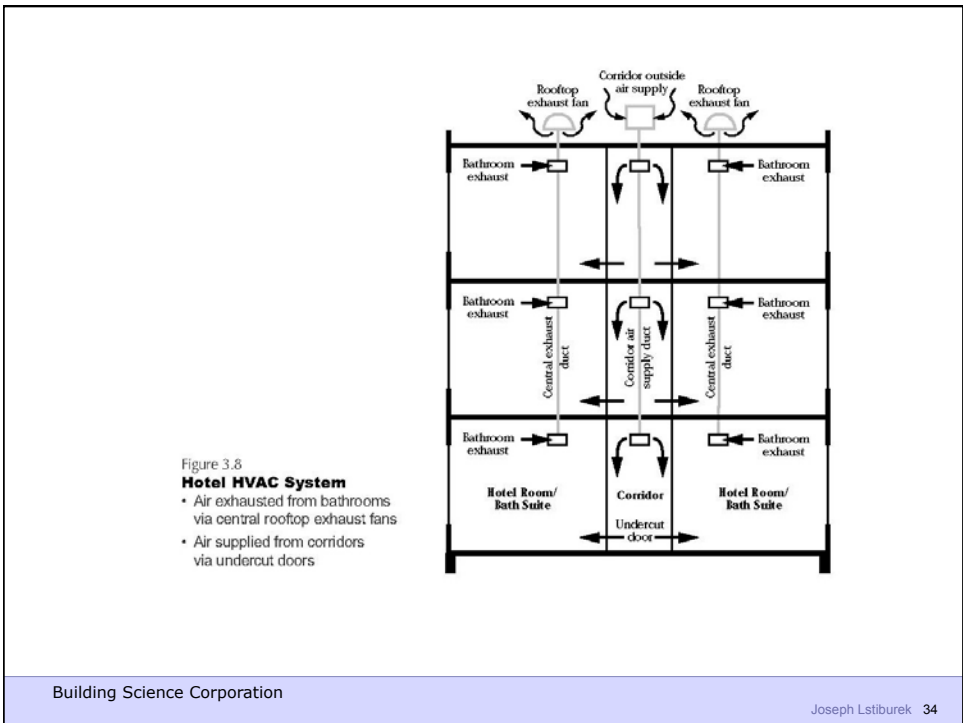 Rooftop
exhaust fan
Corridor outside
air supply
Rooftop
exhaust fan
Bathroom
exhaust
Bathroom
exhaust
Bathroom
exhaust
Bathroom
exhaust
Central exhaust
duct
Corridor air
supply duct
Central exhaust
duct
Bathroom
exhaust
Bathroom
exhaust
Hotel Room/
Bath Suite
Corridor
Hotel Room/
Bath Suite
Undercut
door
Figure 3.8
Hotel HVAC System
• Air exhausted from bathrooms
via central rooftop exhaust fans
• Air supplied from corridors
via undercut doors
Building Science Corporation
Joseph Lstiburek 34